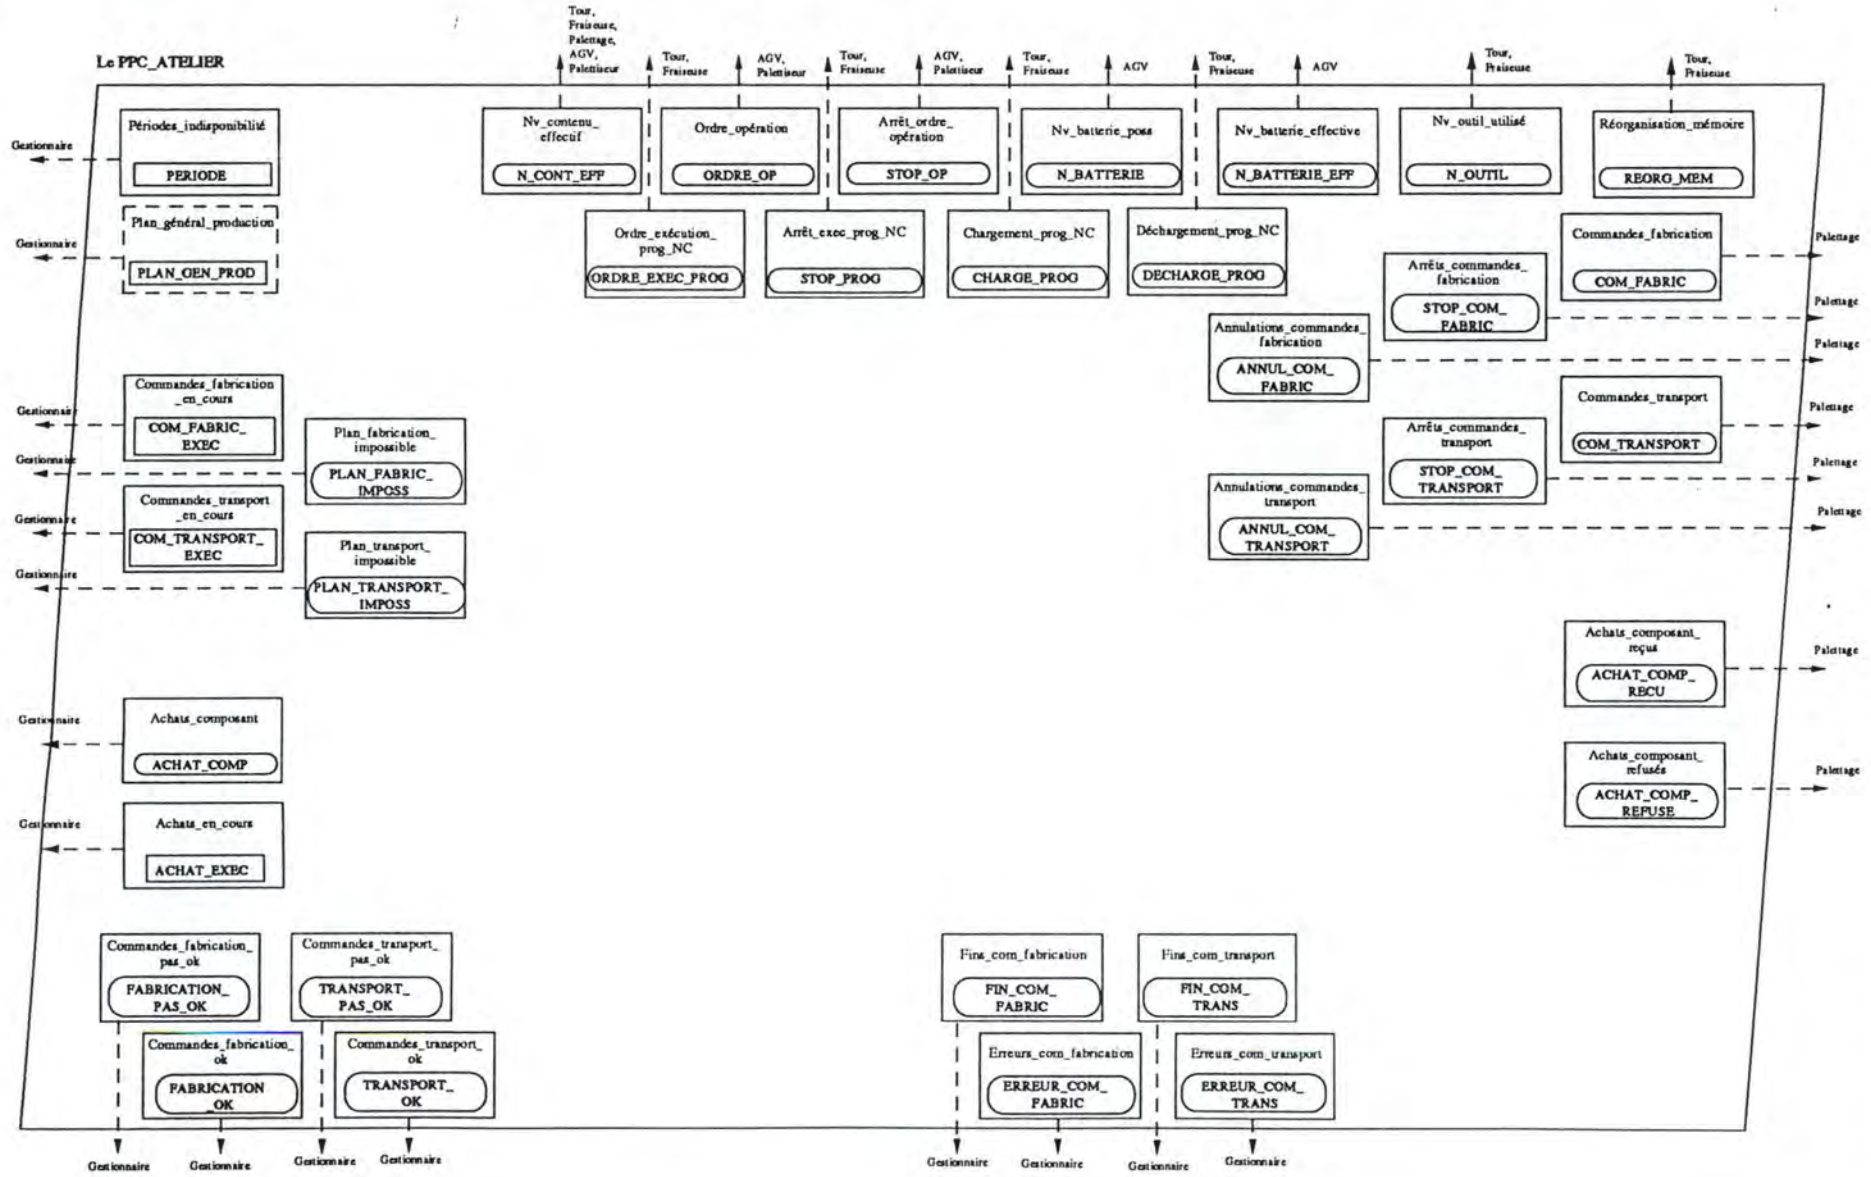 Tour,
Fraiseuse,
Palettage,
AGV,
Palettiseur
Tour,
Fraiseuse
AGV,
Palettiseur
Tour,
Fraiseuse
AGV,
Palettiseur
Tour,
Fraiseuse
AGV
Tour,
Fraiseuse
AGV
Tour,
Fraiseuse
Tour,
Fraiseuse
Le PPC_ATELIER
Gestionnaire
Périodes_indisponibilité
PERIODE
Nv_contenu_
effectif
N_CONT_EFF
Ordre_opération
ORDRE_OP
Arrêt_ordre_
opération
STOP_OP
Nv_batterie_poss
N_BATTERIE
Nv_batterie_effective
N_BATTERIE_EFF
Nv_outil_utilisé
N_OUTIL
Réorganisation_mémoire
REORG_MEM
Gestionnaire
Plan_général_production
PLAN_GEN_PROD
Ordre_exécution_
prog_NC
ORDRE_EXEC_PROG
Arrêt_exec_prog_NC
STOP_PROG
Chargement_prog_NC
CHARGE_PROG
Déchargement_prog_NC
DECHARGE_PROG
Commandes_fabrication
COM_FABRIC
Palettage
Arrêts_commandes_
fabrication
STOP_COM_
FABRIC
Palettage
Annulations_commandes_
fabrication
ANNUL_COM_
FABRIC
Palettage
Gestionnaire
Commandes_fabrication
_en_cours
COM_FABRIC_
EXEC
Gestionnaire
Plan_fabrication_
impossible
PLAN_FABRIC_
IMPOSS
Commandes_transport
COM_TRANSPORT
Palettage
Arrêts_commandes_
transport
STOP_COM_
TRANSPORT
Palettage
Annulations_commandes_
transport
ANNUL_COM_
TRANSPORT
Palettage
Gestionnaire
Commandes_transport
_en_cours
COM_TRANSPORT_
EXEC
Gestionnaire
Plan_transport_
impossible
PLAN_TRANSPORT_
IMPOSS
Achats_composant_
reçus
ACHAT_COMP_
RECU
Palettage
Gestionnaire
Achats_composant
ACHAT_COMP
Achats_composant_
refusés
ACHAT_COMP_
REFUSE
Palettage
Gestionnaire
Achats_en_cours
ACHAT_EXEC
Commandes_fabrication_
pas_ok
FABRICATION_
PAS_OK
Commandes_transport_
pas_ok
TRANSPORT_
PAS_OK
Fins_com_fabrication
FIN_COM_
FABRIC
Fins_com_transport
FIN_COM_
TRANS
Commandes_fabrication_
ok
FABRICATION
_OK
Commandes_transport_
ok
TRANSPORT_
OK
Erreurs_com_fabrication
ERREUR_COM_
FABRIC
Erreurs_com_transport
ERREUR_COM_
TRANS
Gestionnaire
Gestionnaire
Gestionnaire
Gestionnaire
Gestionnaire
Gestionnaire
Gestionnaire
Gestionnaire